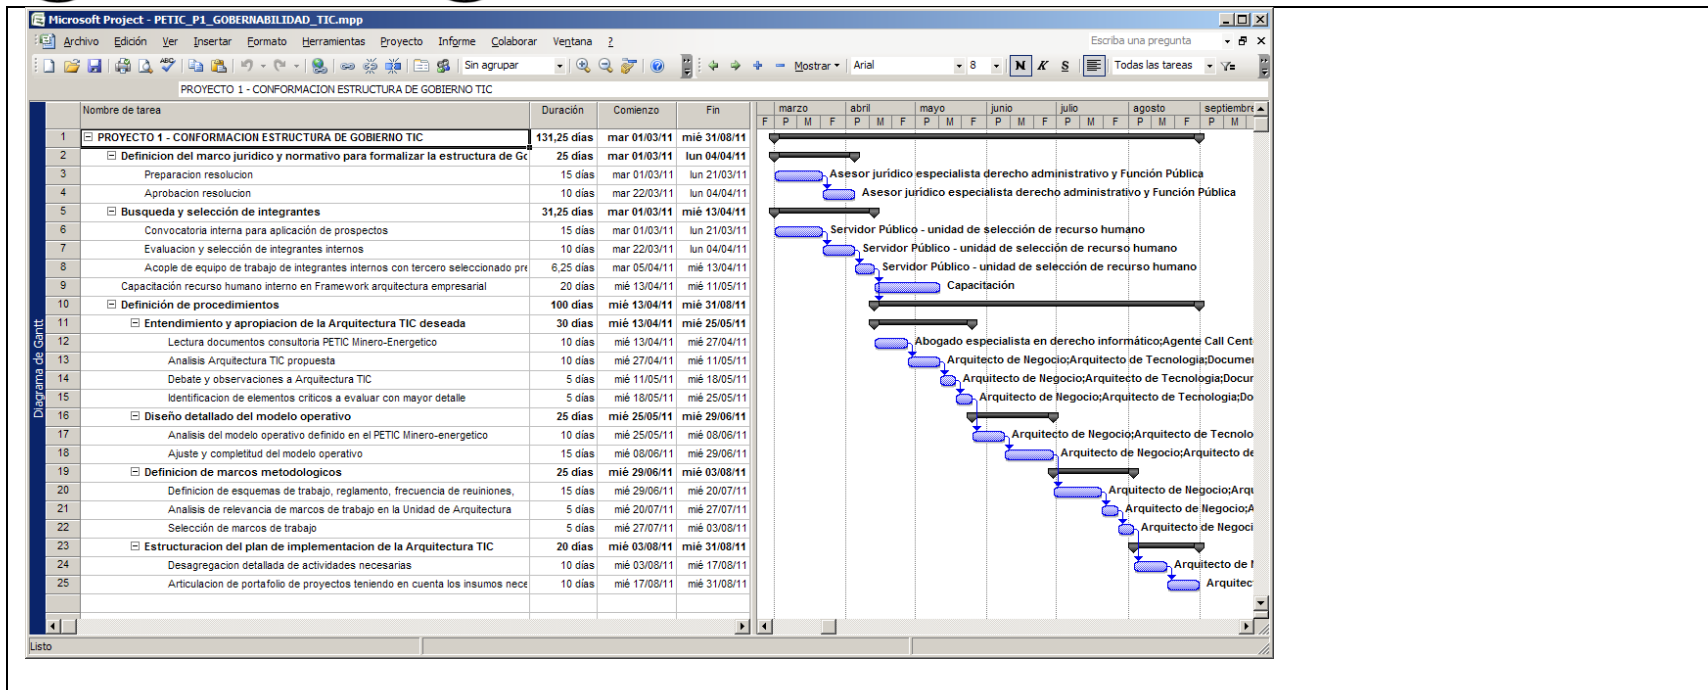 Microsoft Project - PETIC_P1_GOBERNABILIDAD_TIC.mpp
Archivo Edición Ver Insertar Formato Herramientas Proyecto Informe Colaborar Ventana ? Escriba una pregunta
Sin agrupar Mostrar Arial 8 N K S Todas las tareas
PROYECTO 1 - CONFORMACION ESTRUCTURA DE GOBIERNO TIC
Nombre de tarea Duración Comienzo Fin marzo abril mayo junio julio agosto septiembre
F P M F P M F P M F P M F P M F P M F P M
1 PROYECTO 1 - CONFORMACION ESTRUCTURA DE GOBIERNO TIC 131,25 días mar 01/03/11 mié 31/08/11
2 Definicion del marco juridico y normativo para formalizar la estructura de Go 25 días mar 01/03/11 lun 04/04/11
3 Preparacion resolucion 15 días mar 01/03/11 lun 21/03/11 Asesor jurídico especialista derecho administrativo y Función Pública
4 Aprobacion resolucion 10 días mar 22/03/11 lun 04/04/11 Asesor jurídico especialista derecho administrativo y Función Pública
5 Busqueda y selección de integrantes 31,25 días mar 01/03/11 mié 13/04/11
6 Convocatoria interna para aplicación de prospectos 15 días mar 01/03/11 lun 21/03/11 Servidor Público - unidad de selección de recurso humano
7 Evaluacion y selección de integrantes internos 10 días mar 22/03/11 lun 04/04/11 Servidor Público - unidad de selección de recurso humano
8 Acople de equipo de trabajo de integrantes internos con tercero seleccionado pre 6,25 días mar 05/04/11 mié 13/04/11 Servidor Público - unidad de selección de recurso humano
9 Capacitación recurso humano interno en Framework arquitectura empresarial 20 días mié 13/04/11 mié 11/05/11 Capacitación
10 Definición de procedimientos 100 días mié 13/04/11 mié 31/08/11
11 Entendimiento y apropiacion de la Arquitectura TIC deseada 30 días mié 13/04/11 mié 25/05/11
12 Lectura documentos consultoria PETIC Minero-Energetico 10 días mié 13/04/11 mié 27/04/11 Abogado especialista en derecho informático;Agente Call Cent
13 Analisis Arquitectura TIC propuesta 10 días mié 27/04/11 mié 11/05/11 Arquitecto de Negocio;Arquitecto de Tecnologia;Documen
14 Debate y observaciones a Arquitectura TIC 5 días mié 11/05/11 mié 18/05/11 Arquitecto de Negocio;Arquitecto de Tecnologia;Docur
15 Identificacion de elementos criticos a evaluar con mayor detalle 5 días mié 18/05/11 mié 25/05/11 Arquitecto de Negocio;Arquitecto de Tecnologia;Do
16 Diseño detallado del modelo operativo 25 días mié 25/05/11 mié 29/06/11
17 Analisis del modelo operativo definido en el PETIC Minero-energetico 10 días mié 25/05/11 mié 08/06/11 Arquitecto de Negocio;Arquitecto de Tecnolo
18 Ajuste y completitud del modelo operativo 15 días mié 08/06/11 mié 29/06/11 Arquitecto de Negocio;Arquitecto de
19 Definicion de marcos metodologicos 25 días mié 29/06/11 mié 03/08/11
20 Definicion de esquemas de trabajo, reglamento, frecuencia de reuiniones, 15 días mié 29/06/11 mié 20/07/11 Arquitecto de Negocio;Arqu
21 Analisis de relevancia de marcos de trabajo en la Unidad de Arquitectura 5 días mié 20/07/11 mié 27/07/11 Arquitecto de Negocio;A
22 Selección de marcos de trabajo 5 días mié 27/07/11 mié 03/08/11 Arquitecto de Negoci
23 Estructuracion del plan de implementacion de la Arquitectura TIC 20 días mié 03/08/11 mié 31/08/11
24 Desagregacion detallada de actividades necesarias 10 días mié 03/08/11 mié 17/08/11 Arquitecto de
25 Articulacion de portafolio de proyectos teniendo en cuenta los insumos nece 10 días mié 17/08/11 mié 31/08/11 Arquitec
Diagrama de Gantt
Listo